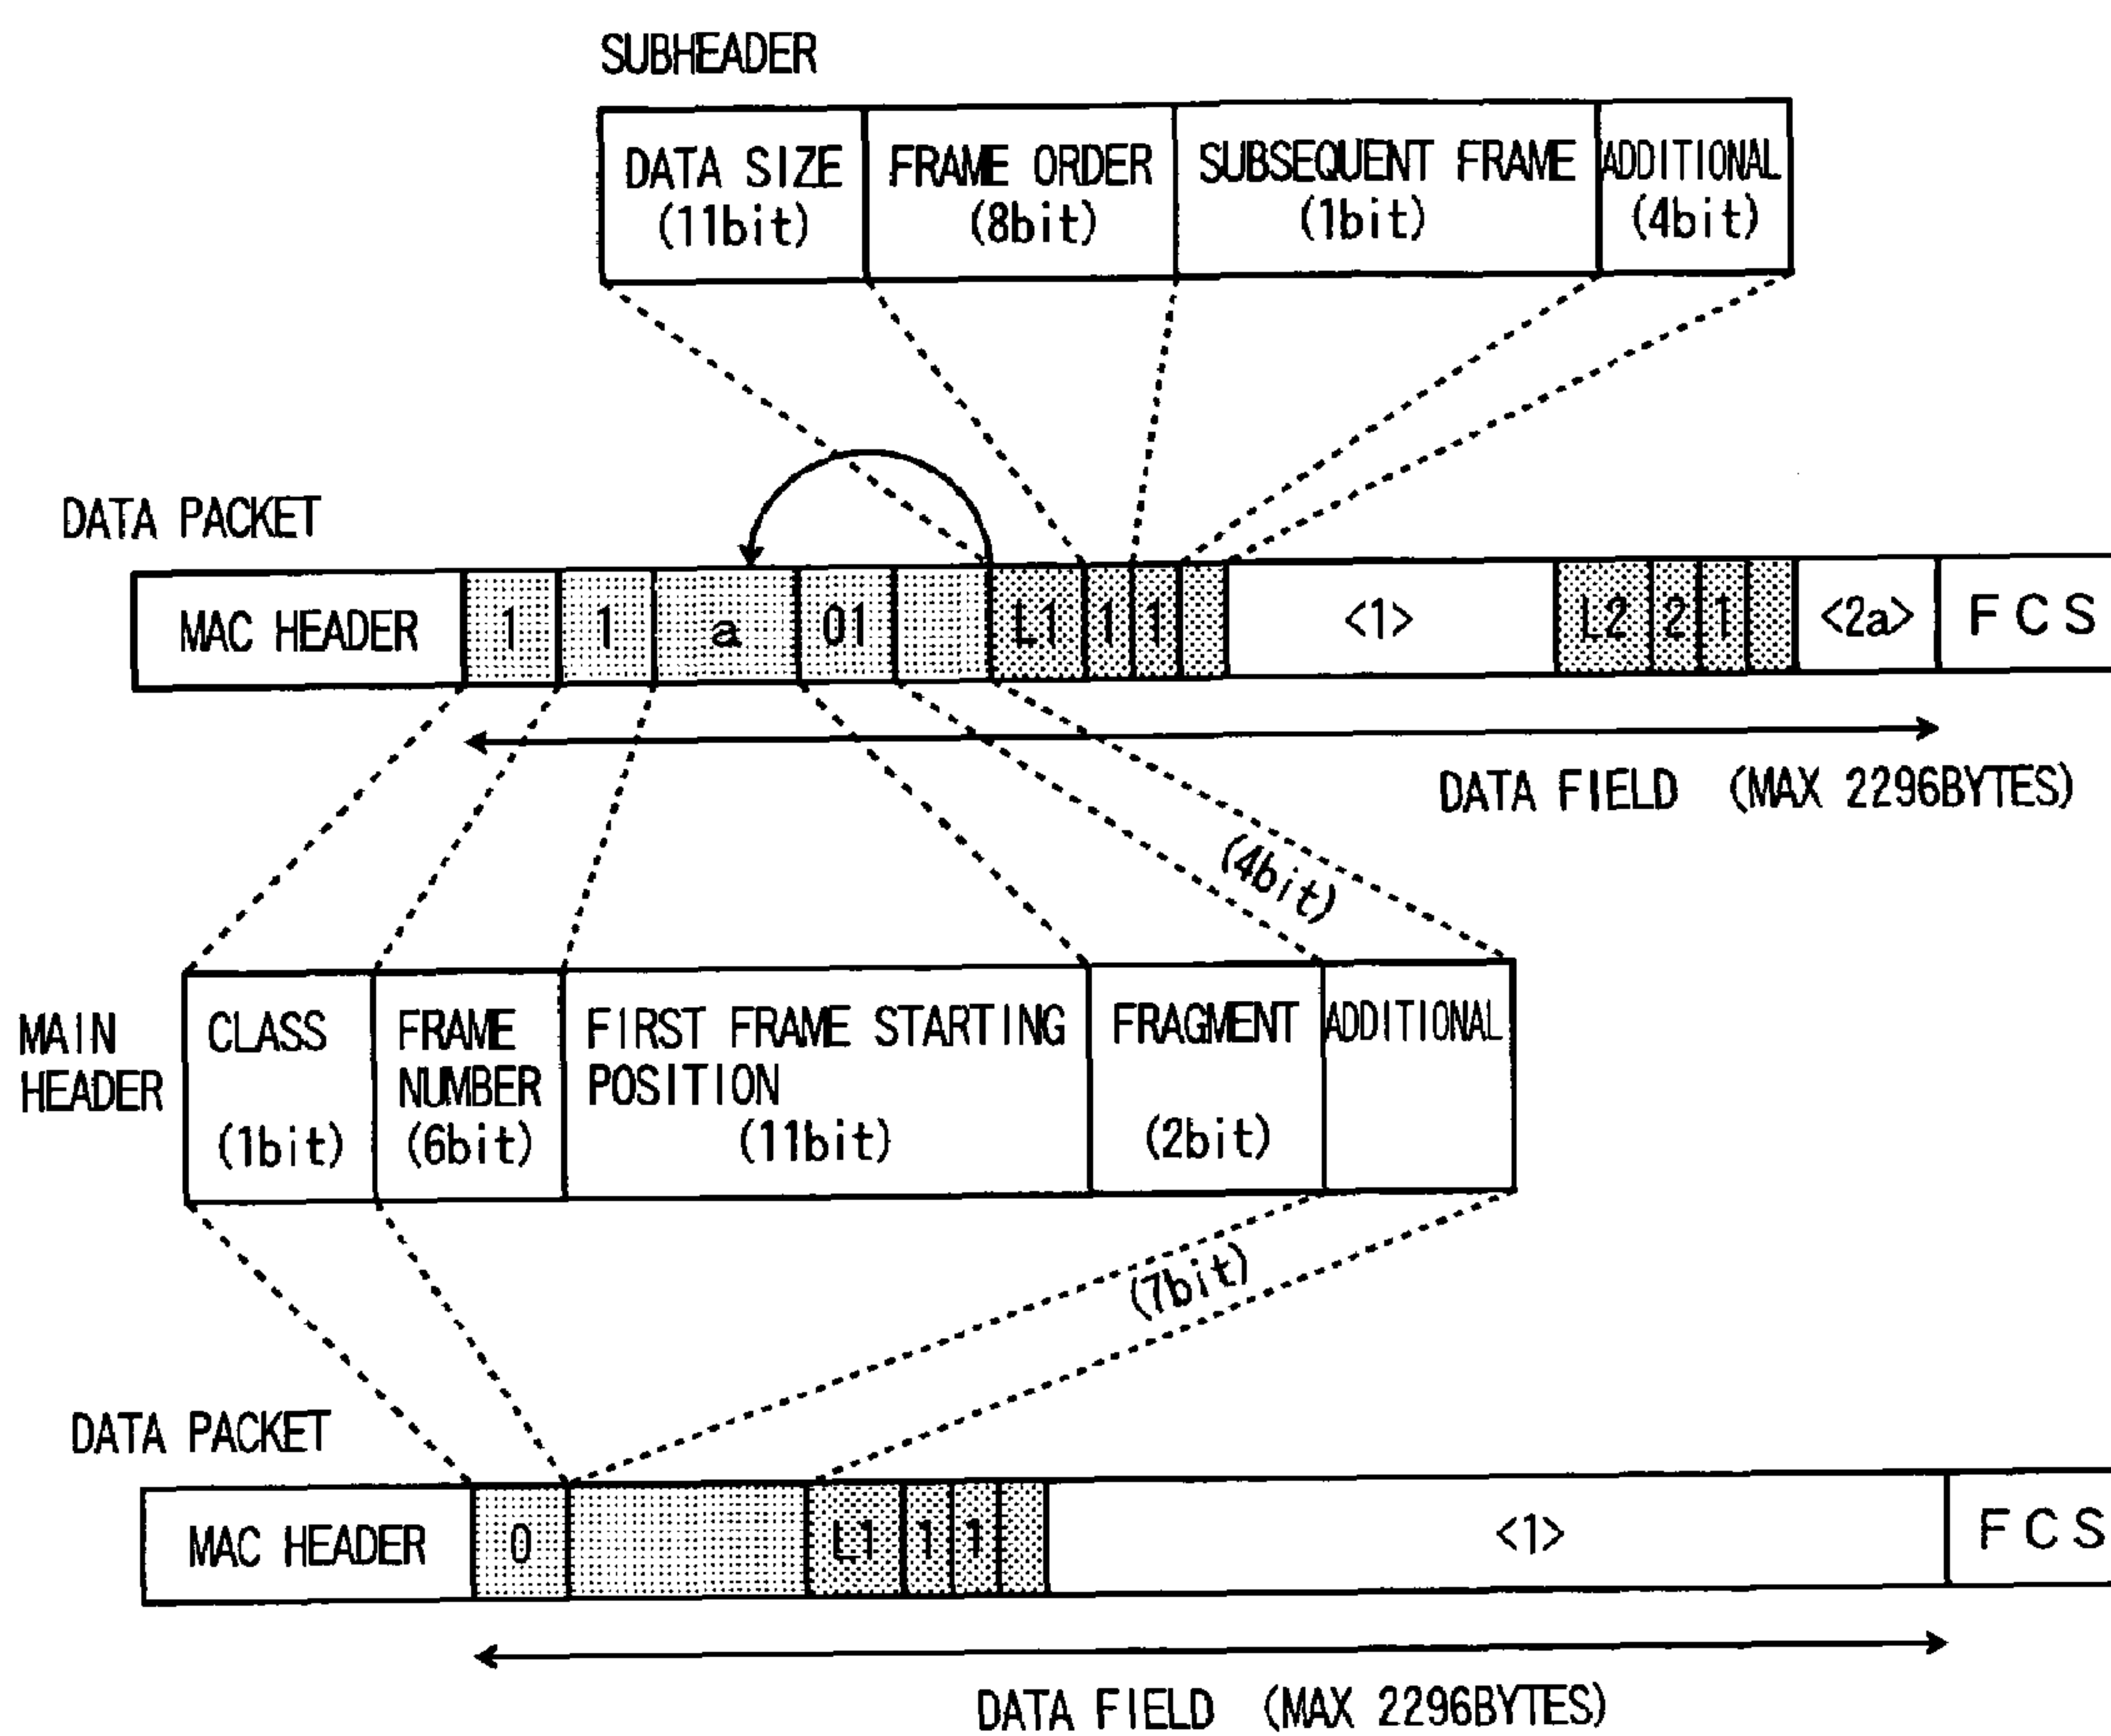 SUBHEADER
DATA SIZE FRAME ORDER SUBSEQUENT FRAME ADDITIONAL
(11bit) (8bit) (1bit) (4bit)
DATA PACKET
MAC HEADER 1 1 a 01 L1 1 1 <1> L2 2 1 <2a> FCS
DATA FIELD (MAX 2296BYTES)
(4bit)
MAIN HEADER
CLASS
(1bit)
FRAME
NUMBER
(6bit)
FIRST FRAME STARTING
POSITION
(11bit)
FRAGMENT
(2bit)
ADDITIONAL
(7bit)
DATA PACKET
MAC HEADER 0 L1 1 1 <1> FCS
DATA FIELD (MAX 2296BYTES)